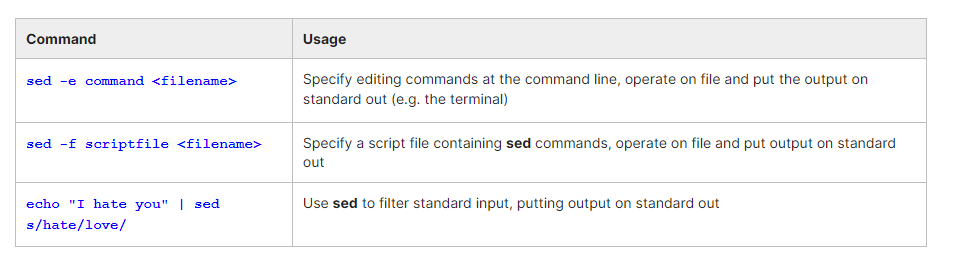 Command Usage
sed -e command <filename> Specify editing commands at the command line, operate on file and put the output on
standard out (e.g. the terminal)
sed -f scriptfile <filename> Specify a script file containing sed commands, operate on file and put output on standard
out
echo "I hate you" | sed Use sed to filter standard input, putting output on standard out
s/hate/love/